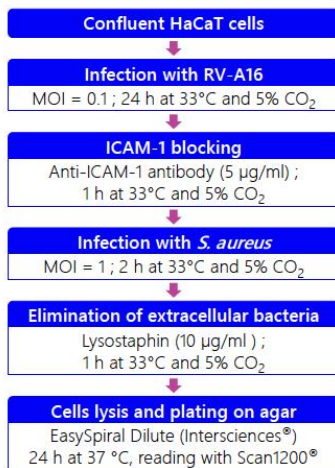 Confluent HaCaT cells
Infection with RV-A16
MOI = 0.1 ; 24 h at 33°C and 5% CO₂
ICAM-1 blocking
Anti-ICAM-1 antibody (5 µg/ml) ;
1 h at 33°C and 5% CO₂
Infection with S. aureus
MOI = 1 ; 2 h at 33°C and 5% CO₂
Elimination of extracellular bacteria
Lysostaphin (10 µg/ml ) ;
1 h at 33°C and 5% CO₂
Cells lysis and plating on agar
EasySpiral Dilute (Intersciences®)
24 h at 37 °C, reading with Scan1200®